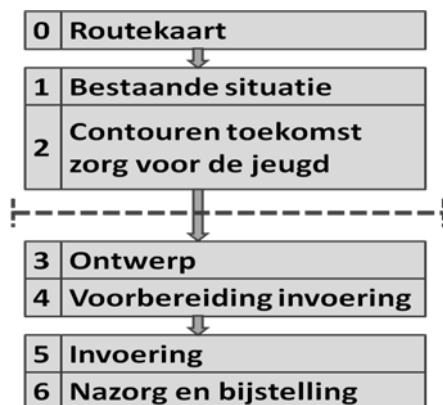 0 Routekaart
1 Bestaande situatie
2 Contouren toekomst
zorg voor de jeugd
3 Ontwerp
4 Voorbereiding invoering
5 Invoering
6 Nazorg en bijstelling